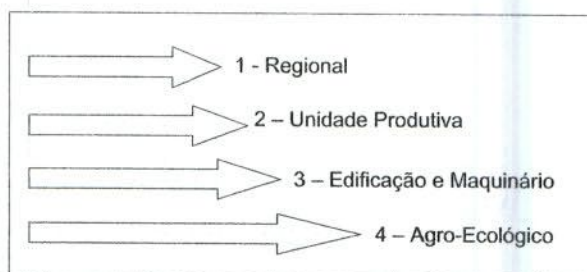 1 - Regional
2 – Unidade Produtiva
3 – Edificação e Maquinário
4 – Agro-Ecológico